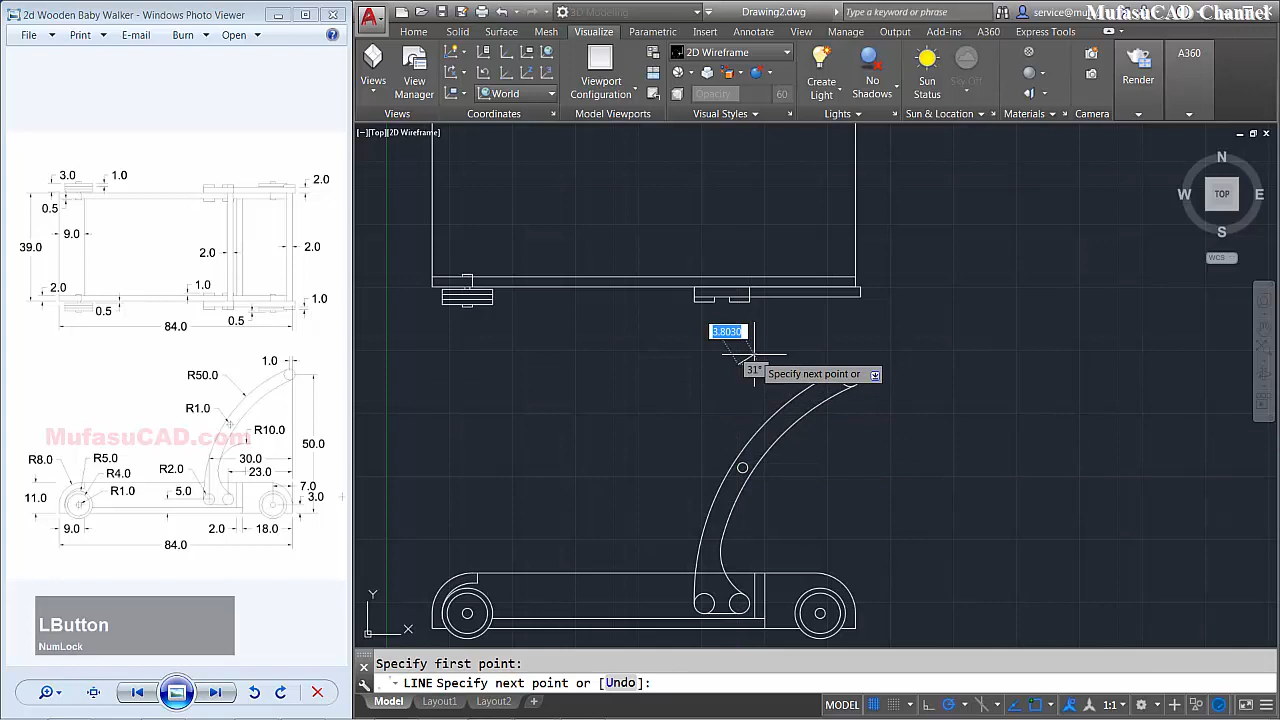 2d Wooden Baby Walker - Windows Photo Viewer
File Print E-mail Burn Open
3.0 1.0 2.0
0.5
9.0
39.0 2.0 2.0
2.0 1.0
1.0
0.5 0.5
84.0
1.0
R50.0
R1.0
R10.0
MufasuCAD.com
50.0
R8.0 R5.0 30.0
R4.0 R2.0 23.0
R1.0 7.0
11.0 5.0 3.0
9.0 2.0 18.0
84.0
LButton
NumLock
3D Modeling
Drawing2.dwg
Type a keyword or phrase
MufasuCAD Channel
Home Solid Surface Mesh Visualize Parametric Insert Annotate View Manage Output Add-ins A360 Express Tools
Views
View Manager
World
Viewport Configuration
2D Wireframe
Opacity 60
Create Light
No Shadows
Sun Status
Sky Off
Render
A360
Views Coordinates Model Viewports Visual Styles Lights Sun & Location Materials Camera
[−][Top][2D Wireframe]
N
W TOP E
S
WCS
3.8030
31° Specify next point or
Y
X
Specify first point:
LINE Specify next point or [Undo]:
Model Layout1 Layout2 +
MODEL 1:1